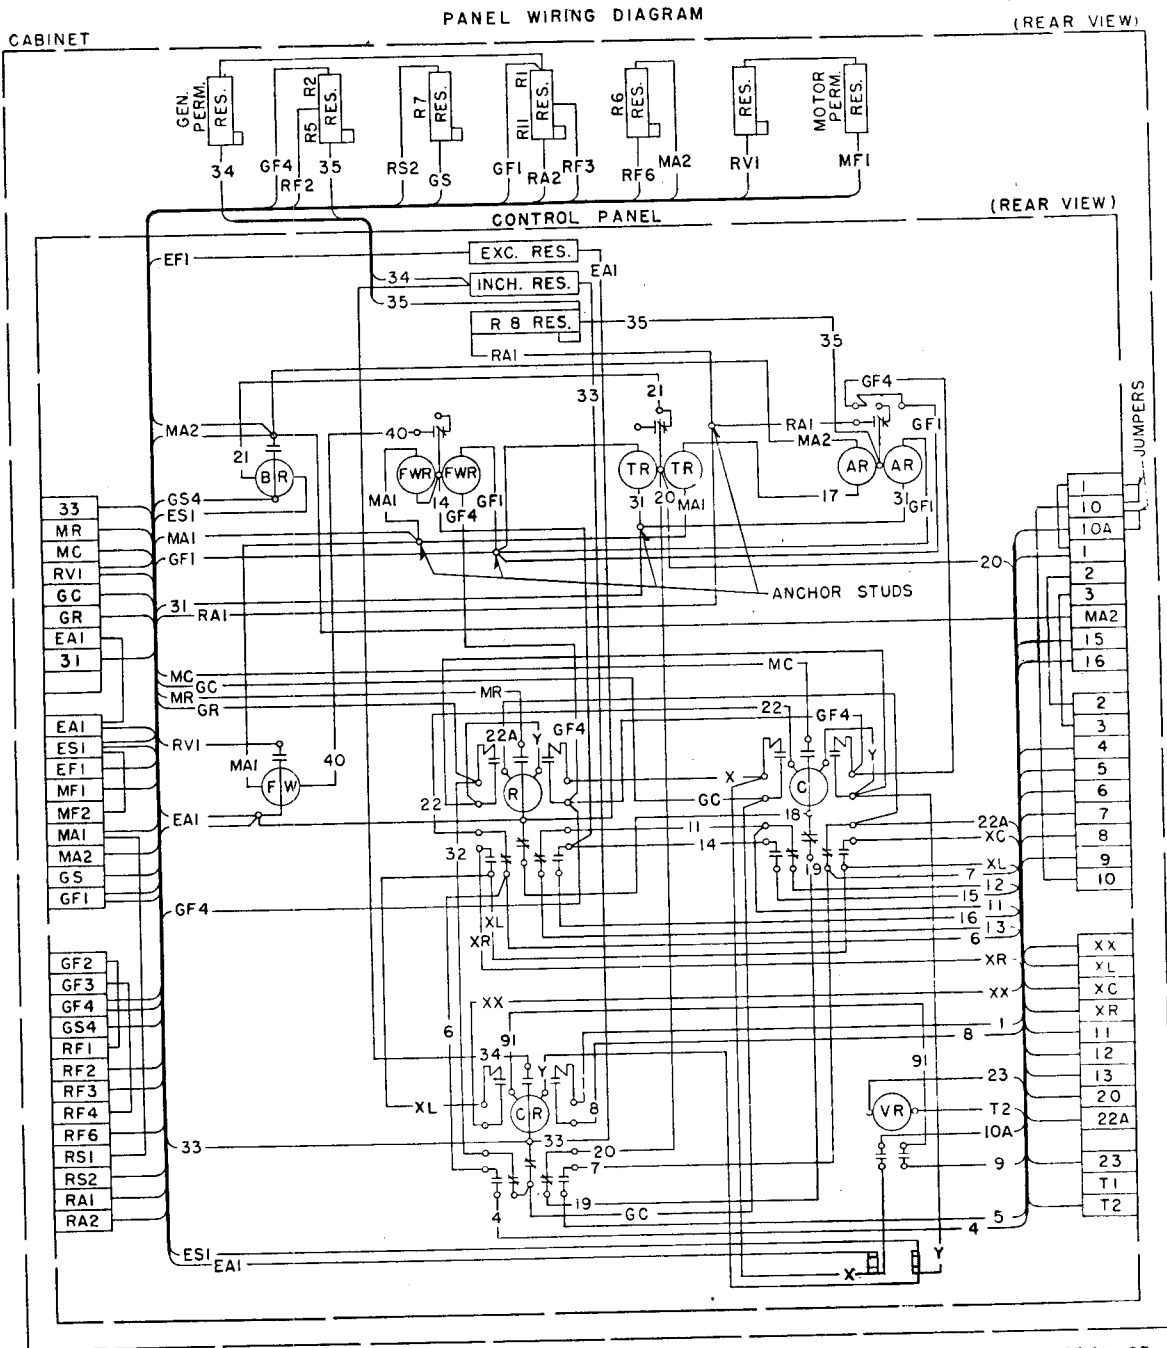 PANEL WIRING DIAGRAM
(REAR VIEW)
CABINET
GEN. PERM. RES.
R5 R2 RES.
R7 RES.
R11 R1 RES.
R6 RES.
RES.
MOTOR PERM. RES.
34
GF4
RF2
35
RS2
GS
GF1
RA2
RF3
RF6
MA2
RV1
MF1
CONTROL PANEL
(REAR VIEW)
EF1
EXC. RES.
EA1
34
INCH. RES.
35
R8 RES.
35
35
RA1
33
GF4
21
JUMPERS
MA2
40
RA1
GF1
MA2
21
BR
FWR
FWR
TR
TR
AR
AR
GS4
ES1
MA1
14
GF4
GF1
31
20
MA1
17
31
GF1
MA1
GF1
20
ANCHOR STUDS
31
RA1
33
MR
MC
RV1
GC
GR
EA1
31
1
10
10A
1
2
3
MA2
15
16
MC
GC
MR
GR
MC
MR
22
GF4
22A
Y
GF4
Y
EA1
ES1
EF1
MF1
MF2
MA1
MA2
GS
GF1
2
3
4
5
6
7
8
9
10
RV1
MA1
FW
40
EA1
R
X
C
22
GC
18
11
14
32
19
22A
XC
XL
7
12
15
11
16
13
6
XR
GF4
XL
XR
GF2
GF3
GF4
GS4
RF1
RF2
RF3
RF4
RF6
RS1
RS2
RA1
RA2
XX
XL
XC
XR
11
12
13
20
22A
23
T1
T2
XX
XX
6
91
1
8
34
Y
91
23
XL
CR
8
VR
T2
10A
33
33
20
7
9
19
4
GC
5
4
ES1
EA1
X
Y